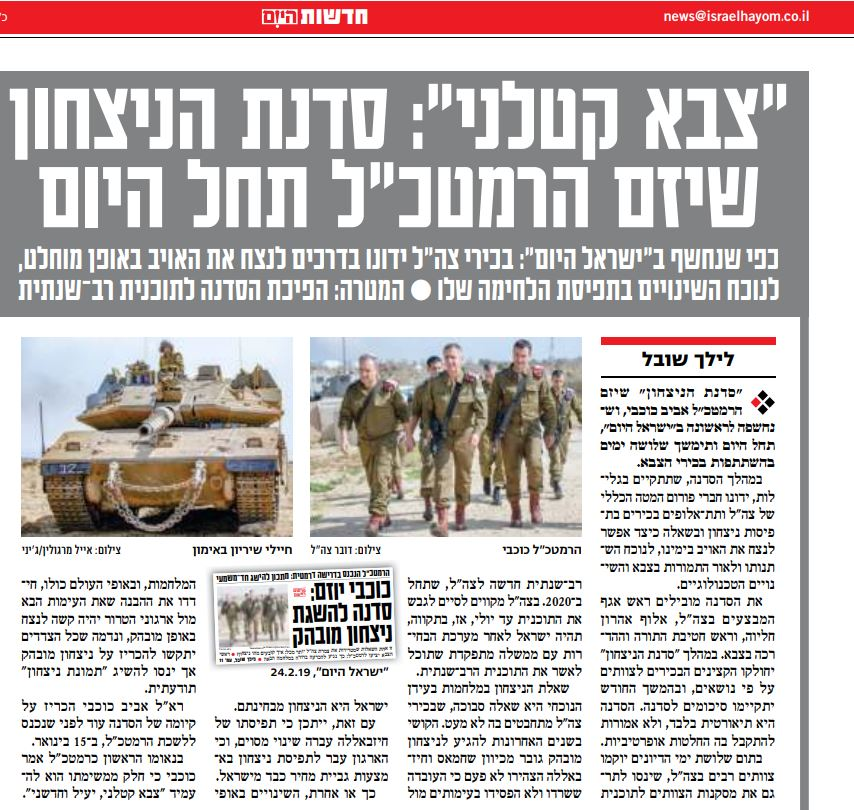 news@israelhayom.co.il
חדשות היום
"צבא קטלני": סדנת הניצחון
שיזם הרמטכ"ל תחל היום
כפי שנחשף ב"ישראל היום": בכירי צה"ל ידונו בדרכים לנצח את האויב באופן מוחלט,
לנוכח השינויים בתפיסת הלחימה שלו ● המטרה: הפיכת הסדנה לתוכנית רב־שנתית
לילך שובל
"סדנת הניצחון" שיזם
הרמטכ"ל אביב כוכבי, וש־
נחשפה לראשונה ב"ישראל היום",
תחל היום ותימשך שלושה ימים
בהשתתפות בכירי הצבא.
במהלך הסדנה, שתתקיים בגלי־
לות, ידונו חברי פורום המטה הכללי
של צה"ל ותת־אלופים בכירים בת־
פיסות ניצחון ובשאלה כיצד אפשר
לנצח את האויב בימינו, לנוכח הש־
תנותו ולאור התמורות בצבא והשי־
נויים הטכנולוגיים.
את הסדנה מובילים ראש אגף
המבצעים בצה"ל, אלוף אהרון
חליוה, וראש חטיבת התורה וההד־
רכה בצבא. במהלך "סדנת הניצחון"
יחולקו הקצינים הבכירים לצוותים
על פי נושאים, ובהמשך החודש
יתקיימו סיכומים לסדנה. הסדנה
היא תיאורטית בלבד, ולא אמורות
להתקבל בה החלטות אופרטיביות.
בתום שלושת ימי הדיונים יוקמו
צוותים רבים בצה"ל, שינסו לתר־
גם את מסקנות הצוותים לתוכנית
הרמטכ"ל כוכבי
צילום: דובר צה"ל
רב־שנתית חדשה לצה"ל, שתחל
ב־2020. בצה"ל מקווים לסיים לגבש
את התוכנית עד יולי, אז, בתקווה,
תהיה ישראל לאחר מערכת הבחי־
רות עם ממשלה מתפקדת שתוכל
לאשר את התוכנית הרב־שנתית.
שאלת הניצחון במלחמות בעידן
הנוכחי היא שאלה סבוכה, שבכירי
צה"ל מתחבטים בה לא מעט. הקושי
בשנים האחרונות להגיע לניצחון
מובהק גובר מכיוון שחמאס וחיז־
באללה הצהירו לא פעם כי העובדה
ששרדו ולא הפסידו בעימותים מול
חיילי שיריון באימון
צילום: אייל מרגולין/ג'יני
הרמטכ"ל הנכנס בדרישה דרמטית: מתכון להישג חד־משמעי
כוכבי יוזם:
סדנה להשגת
ניצחון מובהק
"ישראל היום", 24.2.19
ישראל היא הניצחון מבחינתם.
עם זאת, ייתכן כי תפיסתו של
חיזבאללה עברה שינוי מסוים, וכי
הארגון עבר לתפיסת ניצחון בא־
מצעות גביית מחיר כבד מישראל.
כך או אחרת, השינויים באופי
המלחמות, ובאופי העולם כולו, חי־
דדו את ההבנה שאת העימות הבא
מול ארגוני הטרור יהיה קשה לנצח
באופן מובהק, ונדמה שכל הצדדים
יתקשו להכריז על ניצחון מובהק
אך ינסו להשיג "תמונת ניצחון"
תודעתית.
רא"ל אביב כוכבי הכריז על
קיומה של הסדנה עוד לפני שנכנס
ללשכת הרמטכ"ל, ב־15 בינואר.
בנאומו הראשון כרמטכ"ל אמר
כוכבי כי חלק ממשימתו הוא לה־
עמיד "צבא קטלני, יעיל וחדשני".